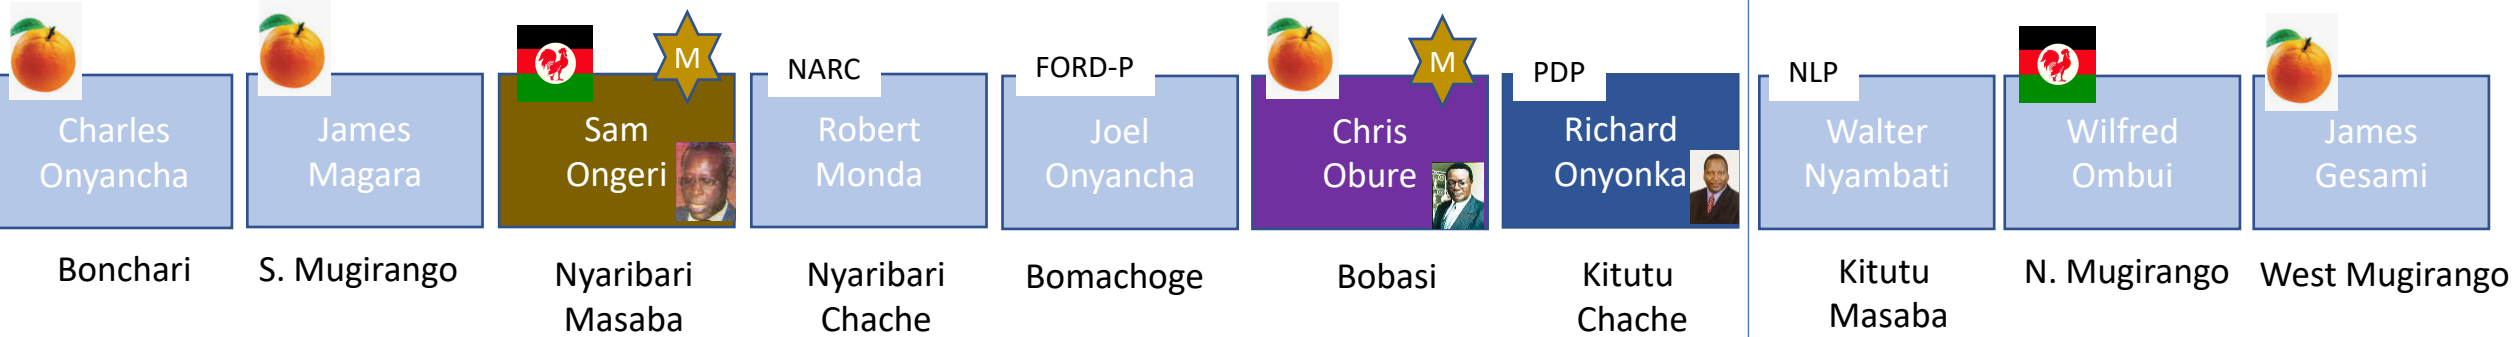 M
NARC
FORD-P
M
PDP
NLP
Charles
Onyancha
James
Magara
Sam
Ongeri
Robert
Monda
Joel
Onyancha
Chris
Obure
Richard
Onyonka
Walter
Nyambati
Wilfred
Ombui
James
Gesami
Bonchari
S. Mugirango
Nyaribari
Masaba
Nyaribari
Chache
Bomachoge
Bobasi
Kitutu
Chache
Kitutu
Masaba
N. Mugirango
West Mugirango